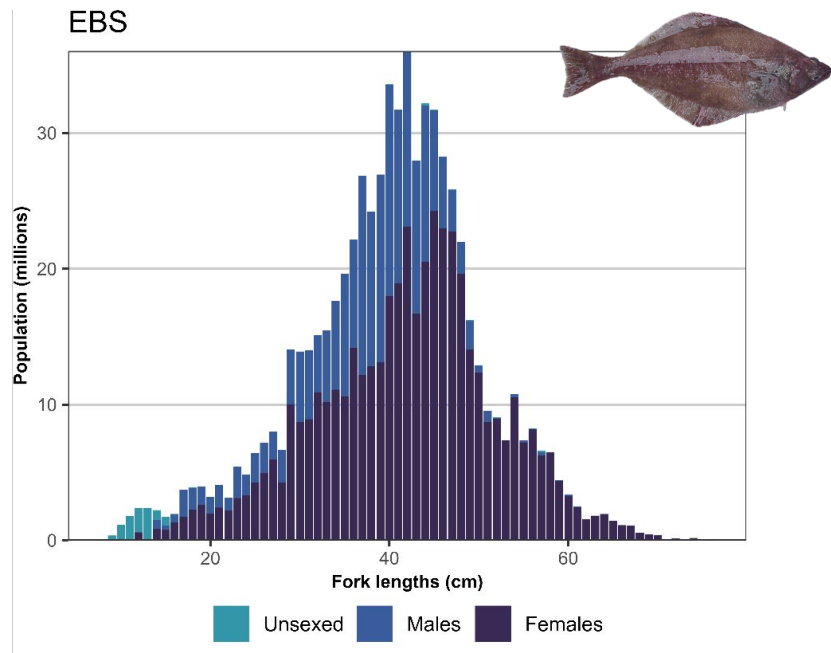 EBS
Population (millions)
30
20
10
0
20 40 60
Fork lengths (cm)
Unsexed Males Females